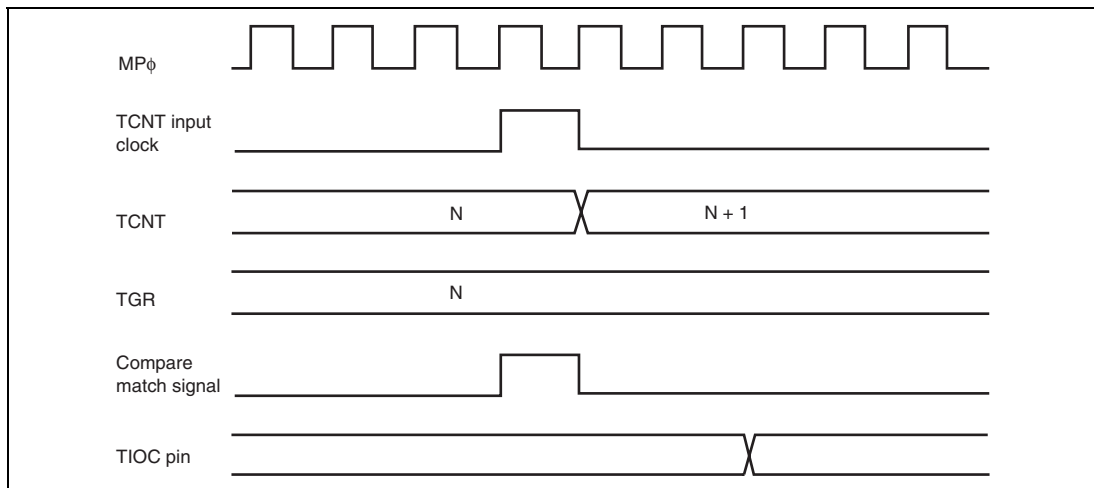 MPϕ
TCNT input
clock
TCNT
N
N + 1
TGR
N
Compare
match signal
TIOC pin